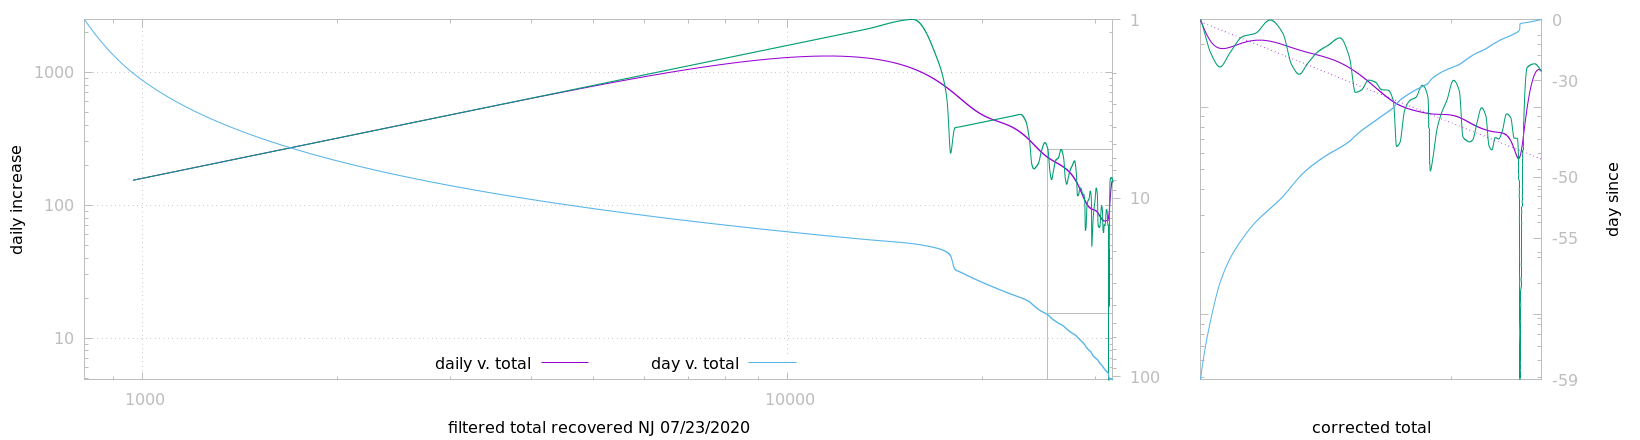 1000
100
10
daily increase
1000
10000
daily v. total
day v. total
filtered total recovered NJ 07/23/2020
1
10
100
0
-30
-50
-55
-59
day since
corrected total